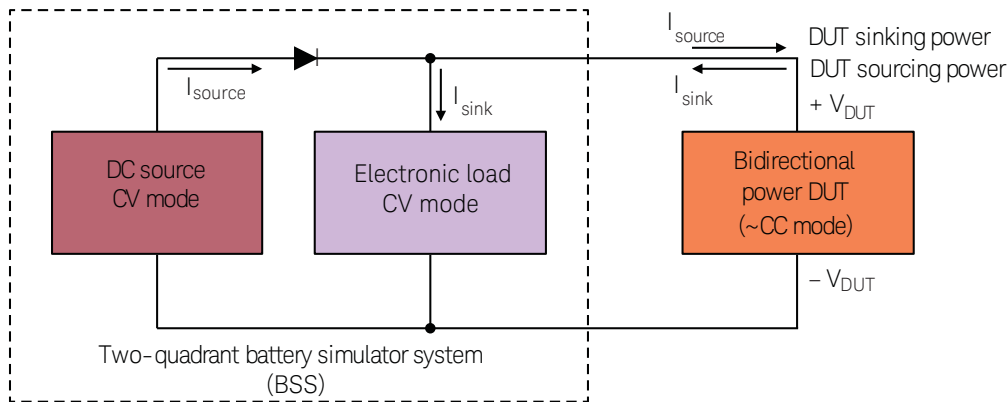 I source
DUT sinking power
DUT sourcing power
I source
I sink
I sink
+ V DUT
DC source
CV mode
Electronic load
CV mode
Bidirectional
power DUT
(~CC mode)
– V DUT
Two-quadrant battery simulator system
(BSS)